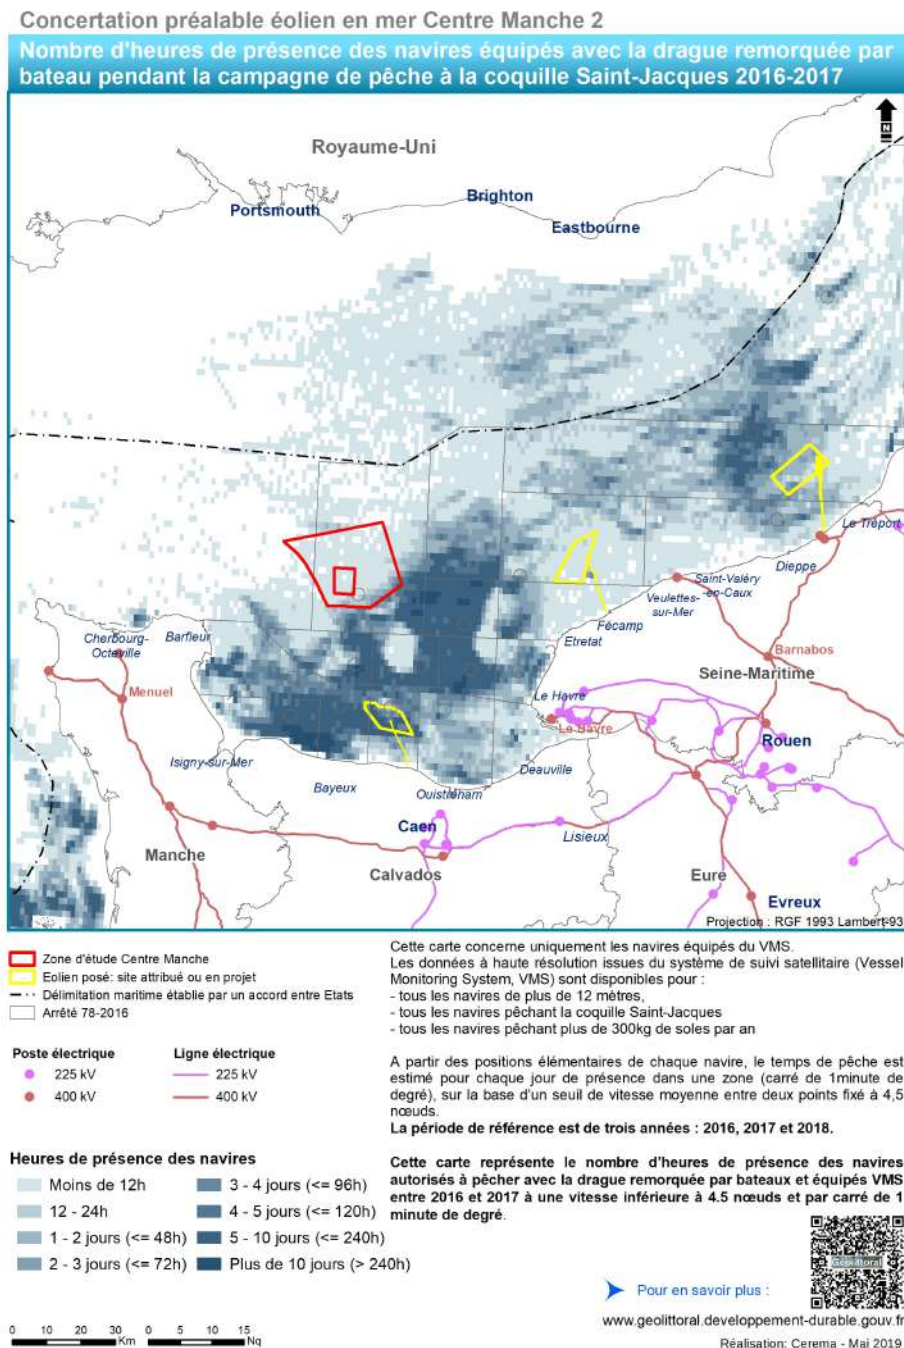 Concertation préalable éolien en mer Centre Manche 2
Nombre d'heures de présence des navires équipés avec la drague remorquée par
bateau pendant la campagne de pêche à la coquille Saint-Jacques 2016-2017
N
Royaume-Uni
Brighton
Portsmouth
Eastbourne
Le Tréport
Dieppe
Saint-Valéry
-en-Caux
Veulettes-
sur-Mer
Fécamp
Etretat
Cherbourg-
Octeville
Barfleur
Barnabos
Seine-Maritime
Menuel
Le Havre
Le Havre
Rouen
Isigny-sur-Mer
Deauville
Bayeux
Ouistreham
Caen
Lisieux
Manche
Calvados
Eure
Evreux
Projection : RGF 1993 Lambert-93
Zone d'étude Centre Manche
Eolien posé: site attribué ou en projet
Délimitation maritime établie par un accord entre Etats
Arrêté 78-2016
Poste électrique
Ligne électrique
225 kV
225 kV
400 kV
400 kV
Heures de présence des navires
Moins de 12h
3 - 4 jours (<= 96h)
12 - 24h
4 - 5 jours (<= 120h)
1 - 2 jours (<= 48h)
5 - 10 jours (<= 240h)
2 - 3 jours (<= 72h)
Plus de 10 jours (> 240h)
0 10 20 30
Km
0 5 10 15
Nq
Cette carte concerne uniquement les navires équipés du VMS.
Les données à haute résolution issues du système de suivi satellitaire (Vessel
Monitoring System, VMS) sont disponibles pour :
- tous les navires de plus de 12 mètres,
- tous les navires pêchant la coquille Saint-Jacques
- tous les navires pêchant plus de 300kg de soles par an
A partir des positions élémentaires de chaque navire, le temps de pêche est
estimé pour chaque jour de présence dans une zone (carré de 1minute de
degré), sur la base d'un seuil de vitesse moyenne entre deux points fixé à 4,5
nœuds.
La période de référence est de trois années : 2016, 2017 et 2018.
Cette carte représente le nombre d'heures de présence des navires
autorisés à pêcher avec la drague remorquée par bateaux et équipés VMS
entre 2016 et 2017 à une vitesse inférieure à 4.5 nœuds et par carré de 1
minute de degré.
Géolittoral
Pour en savoir plus :
www.geolittoral.developpement-durable.gouv.fr
Réalisation: Cerema - Mai 2019